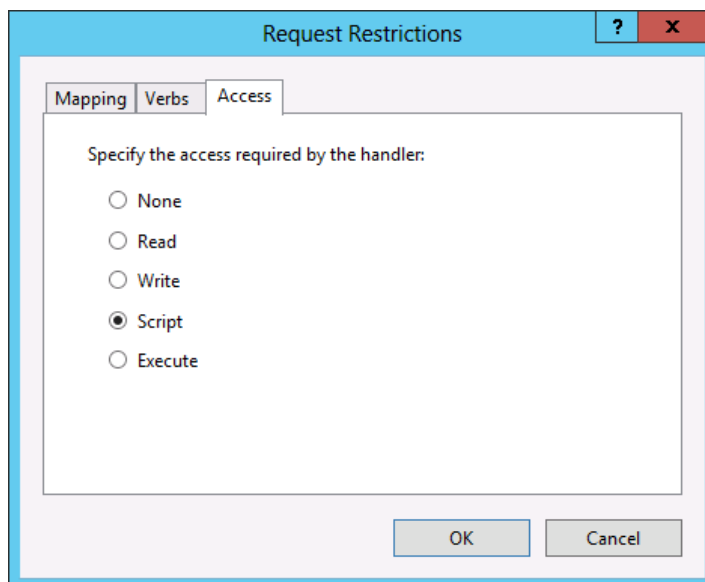 Request Restrictions
?
x
Mapping Verbs Access
Specify the access required by the handler:
None
Read
Write
Script
Execute
OK Cancel